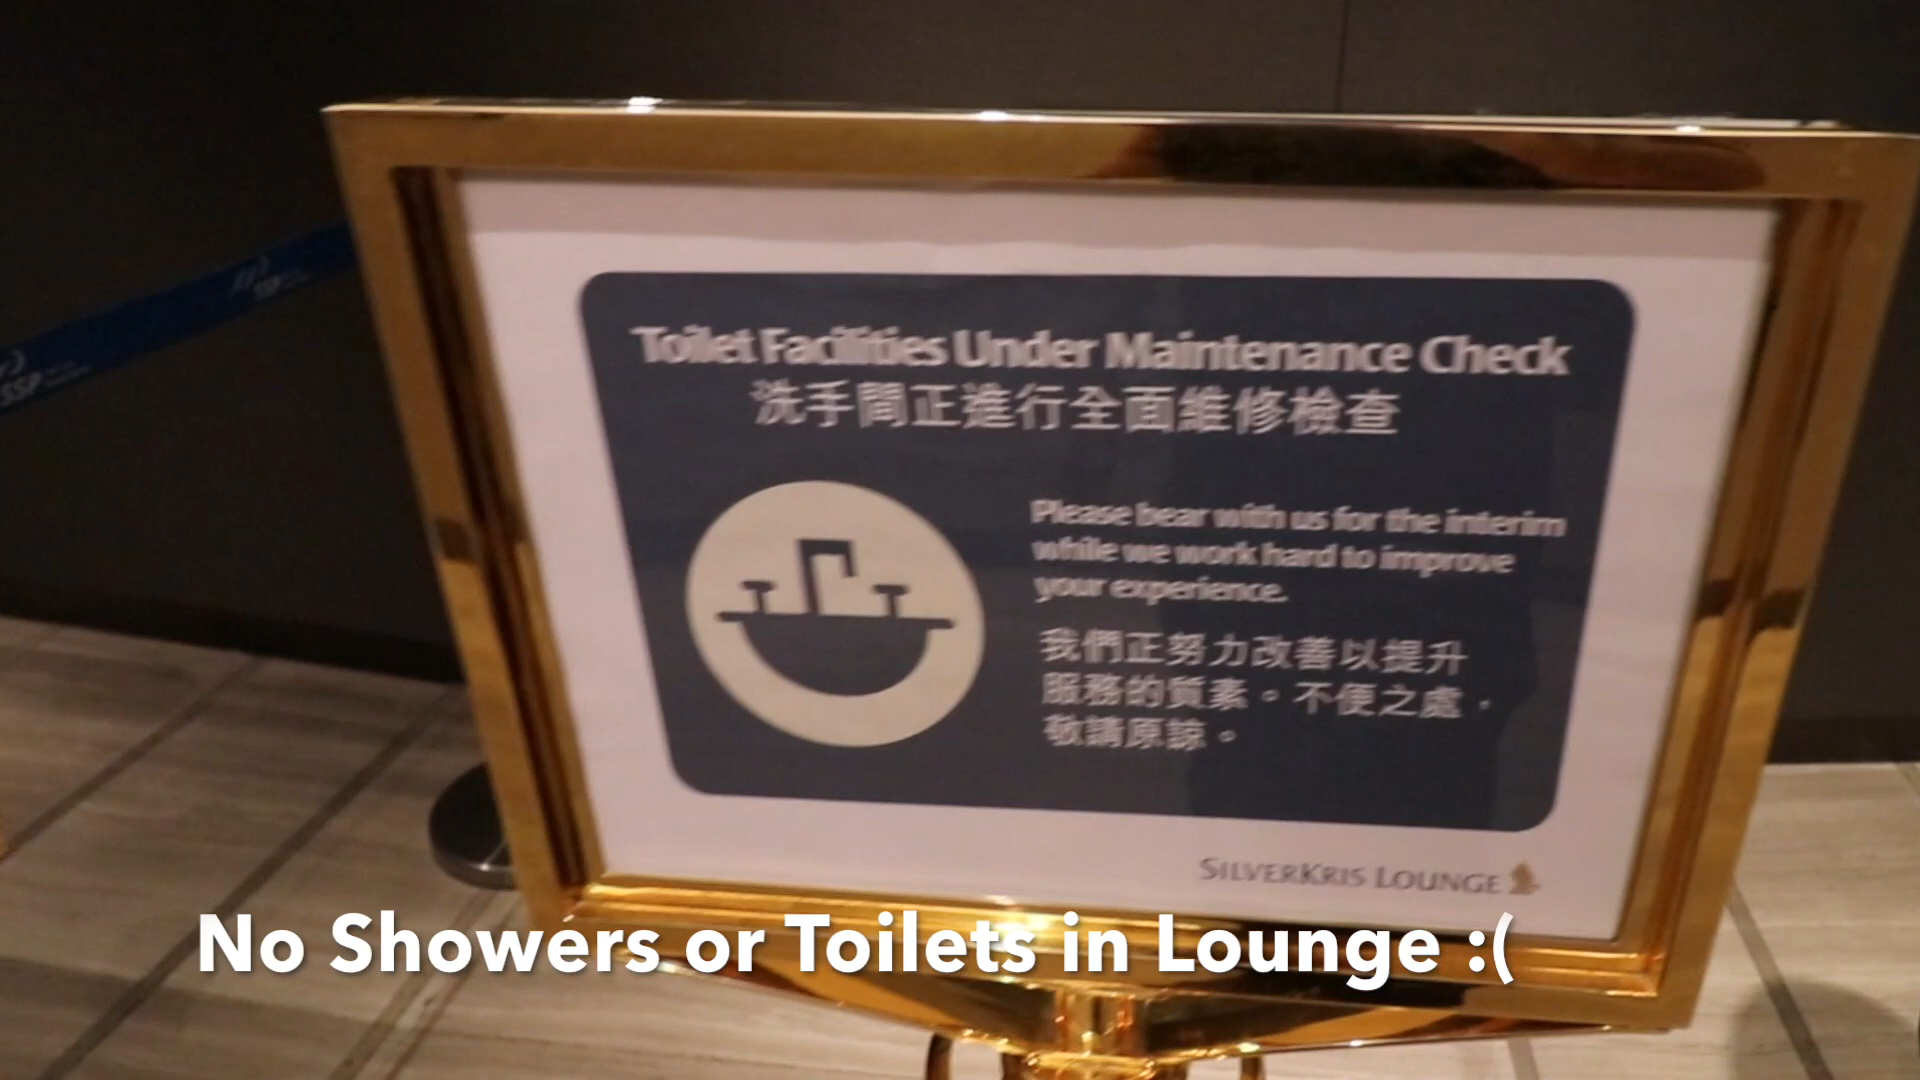 Toilet Facilities Under Maintenance Check
洗手間正進行全面維修檢查
Please bear with us for the interim
while we work hard to improve
your experience.
我們正努力改善以提升
服務的質素。不便之處，
敬請原諒。
SILVERKRIS LOUNGE
SSP
SSP
No Showers or Toilets in Lounge :(